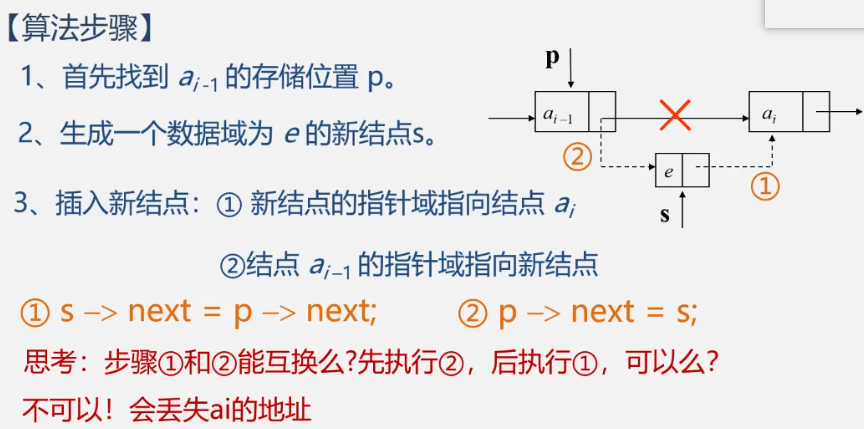 【算法步骤】
1、首先找到 aᵢ₋₁ 的存储位置 p。
2、生成一个数据域为 e 的新结点s。
3、插入新结点：① 新结点的指针域指向结点 aᵢ
②结点 aᵢ₋₁ 的指针域指向新结点
p
aᵢ₋₁
aᵢ
②
e
①
s
① s –> next = p –> next;
② p –> next = s;
思考：步骤①和②能互换么?先执行②，后执行①，可以么?
不可以！会丢失ai的地址